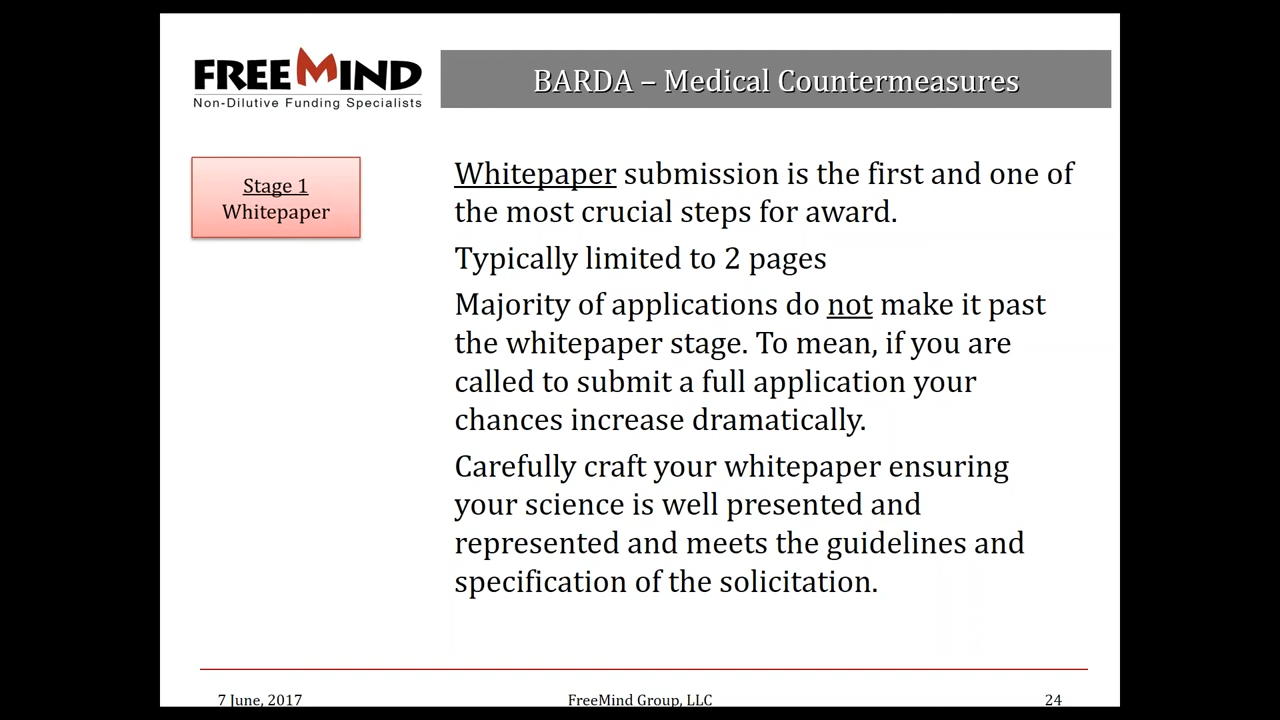 FREEMIND
Non-Dilutive Funding Specialists
BARDA – Medical Countermeasures
Stage 1
Whitepaper
Whitepaper submission is the first and one of
the most crucial steps for award.
Typically limited to 2 pages
Majority of applications do not make it past
the whitepaper stage. To mean, if you are
called to submit a full application your
chances increase dramatically.
Carefully craft your whitepaper ensuring
your science is well presented and
represented and meets the guidelines and
specification of the solicitation.
7 June, 2017
FreeMind Group, LLC
24